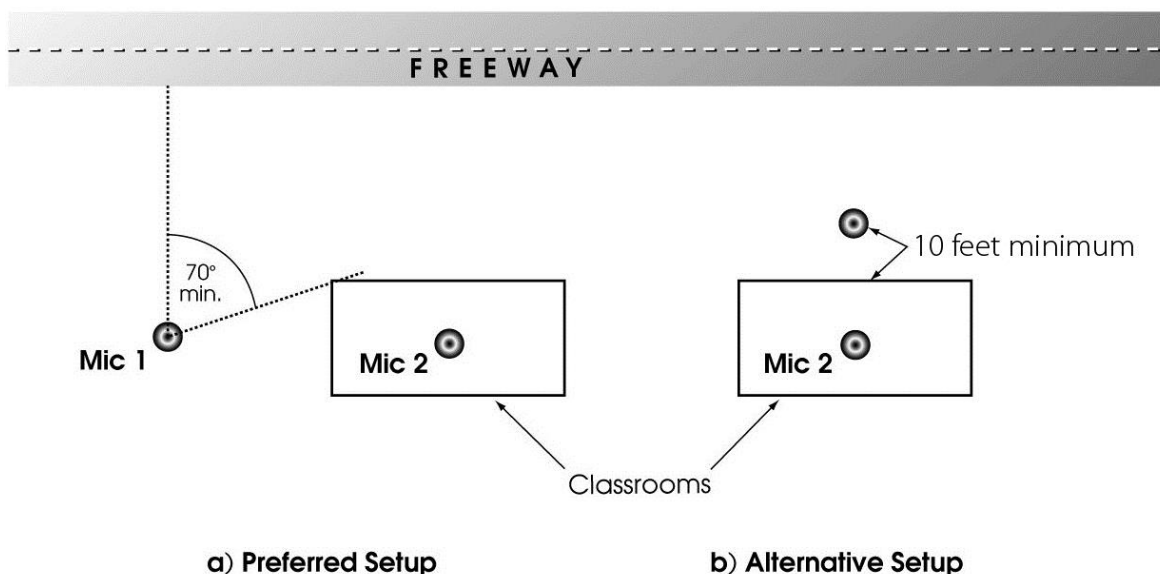 FREEWAY
70°
min.
Mic 1
Mic 2
10 feet minimum
Mic 2
Classrooms
a) Preferred Setup
b) Alternative Setup